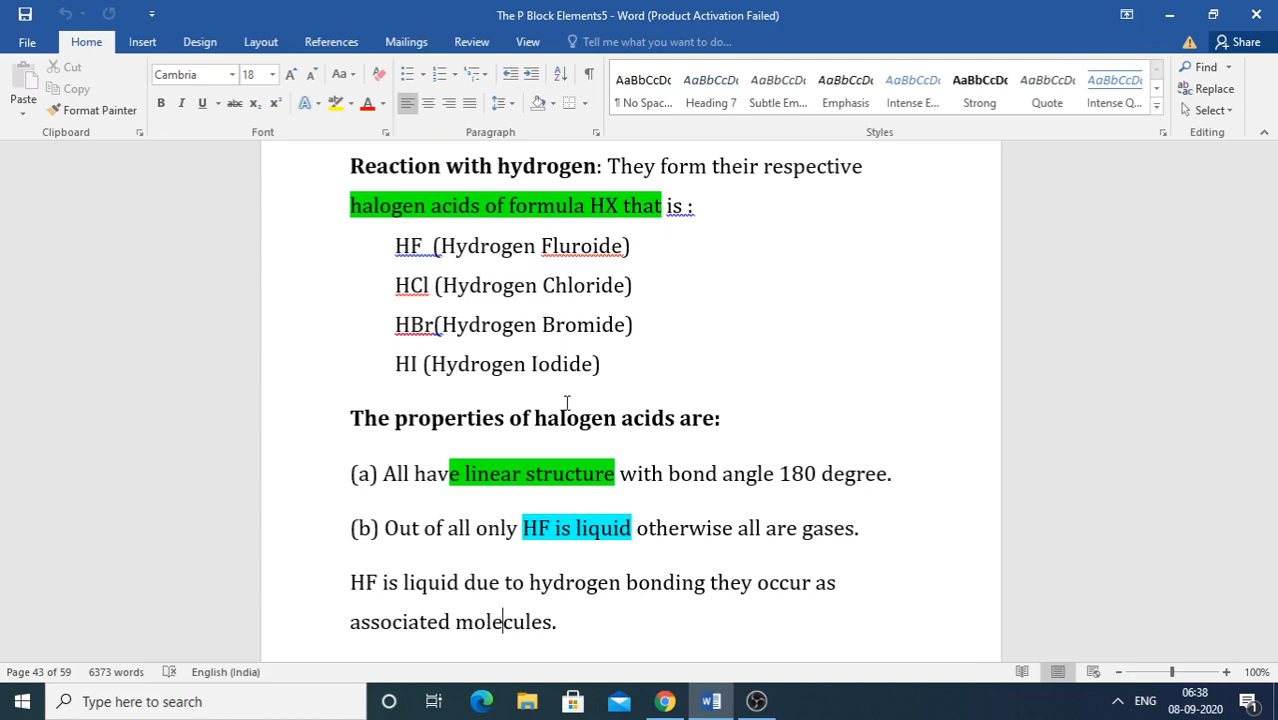 The P Block Elements5 - Word (Product Activation Failed)
File Home Insert Design Layout References Mailings Review View Tell me what you want to do... Share
Cut
Copy
Format Painter
Paste
Cambria 18
Aa
B I U abc x₂ x² A A
¶
AaBbCcDc AaBbCcDc AaBbCcDc AaBbCcDc AaBbCcDc AaBbCcDc AaBbCcDc AaBbCcDc
¶ No Spac... Heading 7 Subtle Em... Emphasis Intense E... Strong Quote Intense Q...
Find
Replace
Select
Clipboard Font Paragraph Styles Editing
Reaction with hydrogen: They form their respective
halogen acids of formula HX that is :
HF (Hydrogen Fluroide)
HCl (Hydrogen Chloride)
HBr(Hydrogen Bromide)
HI (Hydrogen Iodide)
The properties of halogen acids are:
(a) All have linear structure with bond angle 180 degree.
(b) Out of all only HF is liquid otherwise all are gases.
HF is liquid due to hydrogen bonding they occur as
associated molecules.
Page 43 of 59 6373 words English (India) 100%
Type here to search
ENG
06:38
08-09-2020
1